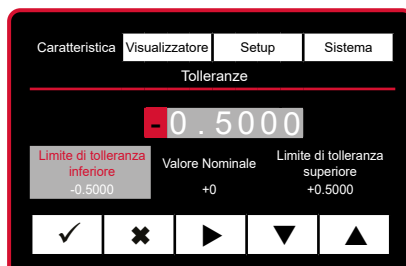 Caratteristica Visualizzatore Setup Sistema
Tolleranze
-0.5000
Limite di tolleranza inferiore
-0.5000
Valore Nominale
+0
Limite di tolleranza superiore
+0.5000